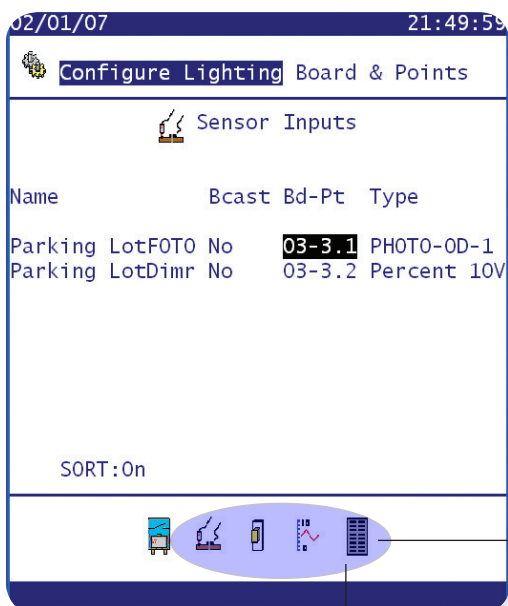 02/01/07 21:49:59
Configure Lighting Board & Points
Sensor Inputs
Name Bcast Bd-Pt Type
Parking LotFOTO No 03-3.1 PHOTO-OD-1
Parking LotDimr No 03-3.2 Percent 10V
SORT:On